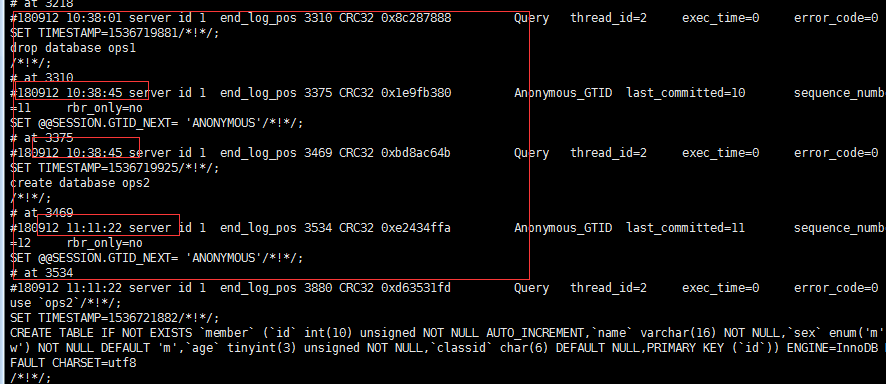 # at 3218
#180912 10:38:01 server id 1  end_log_pos 3310 CRC32 0x8c287888         Query   thread_id=2     exec_time=0     error_code=0
SET TIMESTAMP=1536719881/*!*/;
drop database ops1
/*!*/;
# at 3310
#180912 10:38:45 server id 1  end_log_pos 3375 CRC32 0x1e9fb380         Anonymous_GTID  last_committed=10       sequence_numb
=11     rbr_only=no
SET @@SESSION.GTID_NEXT= 'ANONYMOUS'/*!*/;
# at 3375
#180912 10:38:45 server id 1  end_log_pos 3469 CRC32 0xbd8ac64b         Query   thread_id=2     exec_time=0     error_code=0
SET TIMESTAMP=1536719925/*!*/;
create database ops2
/*!*/;
# at 3469
#180912 11:11:22 server id 1  end_log_pos 3534 CRC32 0xe2434ffa         Anonymous_GTID  last_committed=11       sequence_numb
=12     rbr_only=no
SET @@SESSION.GTID_NEXT= 'ANONYMOUS'/*!*/;
# at 3534
#180912 11:11:22 server id 1  end_log_pos 3880 CRC32 0xd63531fd         Query   thread_id=2     exec_time=0     error_code=0
use `ops2`/*!*/;
SET TIMESTAMP=1536721882/*!*/;
CREATE TABLE IF NOT EXISTS `member` (`id` int(10) unsigned NOT NULL AUTO_INCREMENT,`name` varchar(16) NOT NULL,`sex` enum('m'
w') NOT NULL DEFAULT 'm',`age` tinyint(3) unsigned NOT NULL,`classid` char(6) DEFAULT NULL,PRIMARY KEY (`id`)) ENGINE=InnoDB
FAULT CHARSET=utf8
/*!*/;